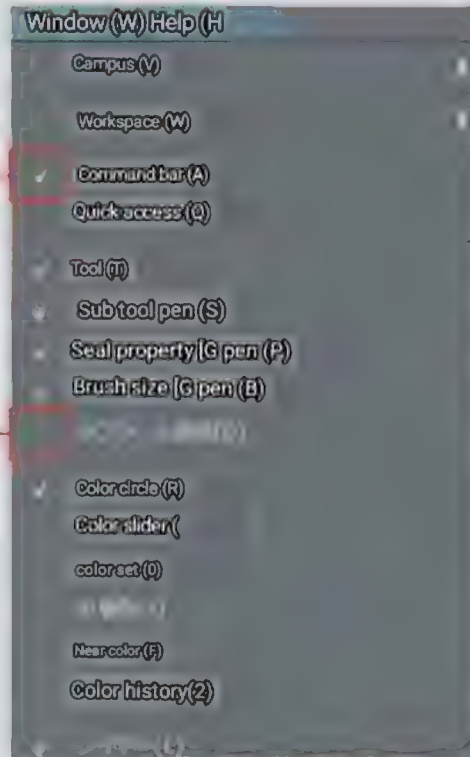 Window (W) Help (H
Campus (V)
Workspace (W)
Command bar (A)
Quick access (Q)
Tool (T)
Sub tool pen (S)
Seal property [G pen (P)
Brush size [G pen (B)
Color circle (R)
Color slider (
color set (0)
Near color (F)
Color history(2)